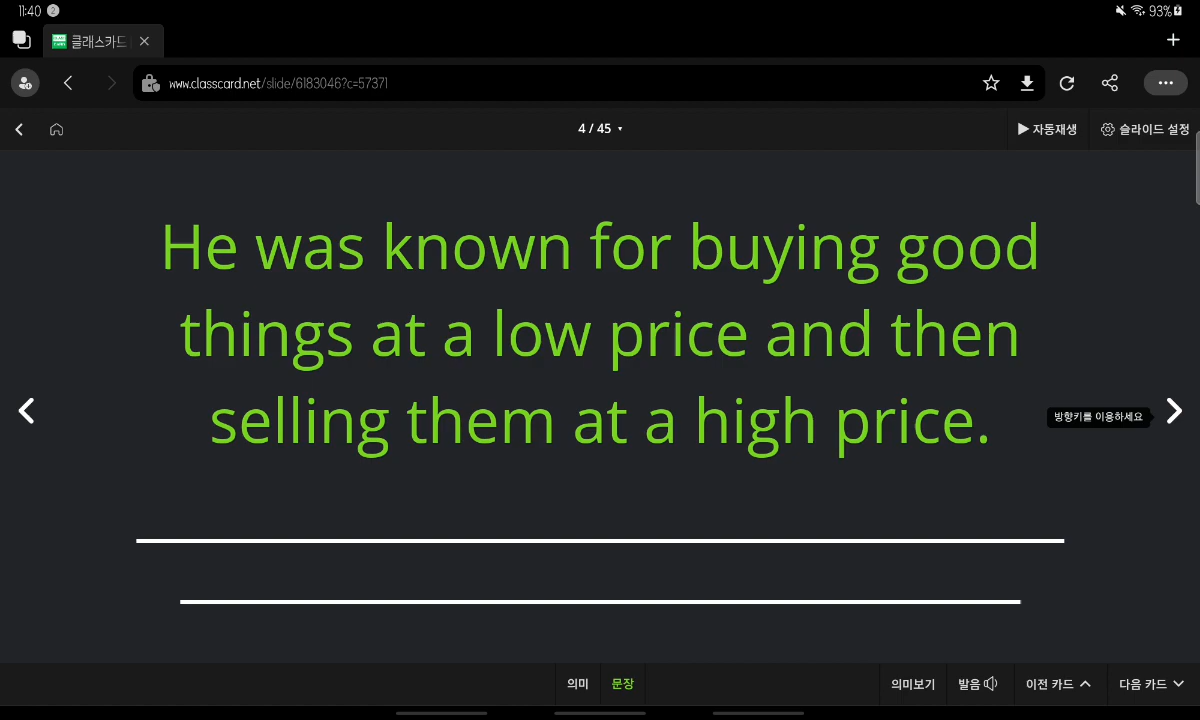 11:40 2 93%
클래스카드
www.classcard.net/slide/6183046?c=57371
4 / 45 자동재생 슬라이드 설정
He was known for buying good
things at a low price and then
selling them at a high price.
방향키를 이용하세요
의미 문장 의미보기 발음 이전 카드 다음 카드